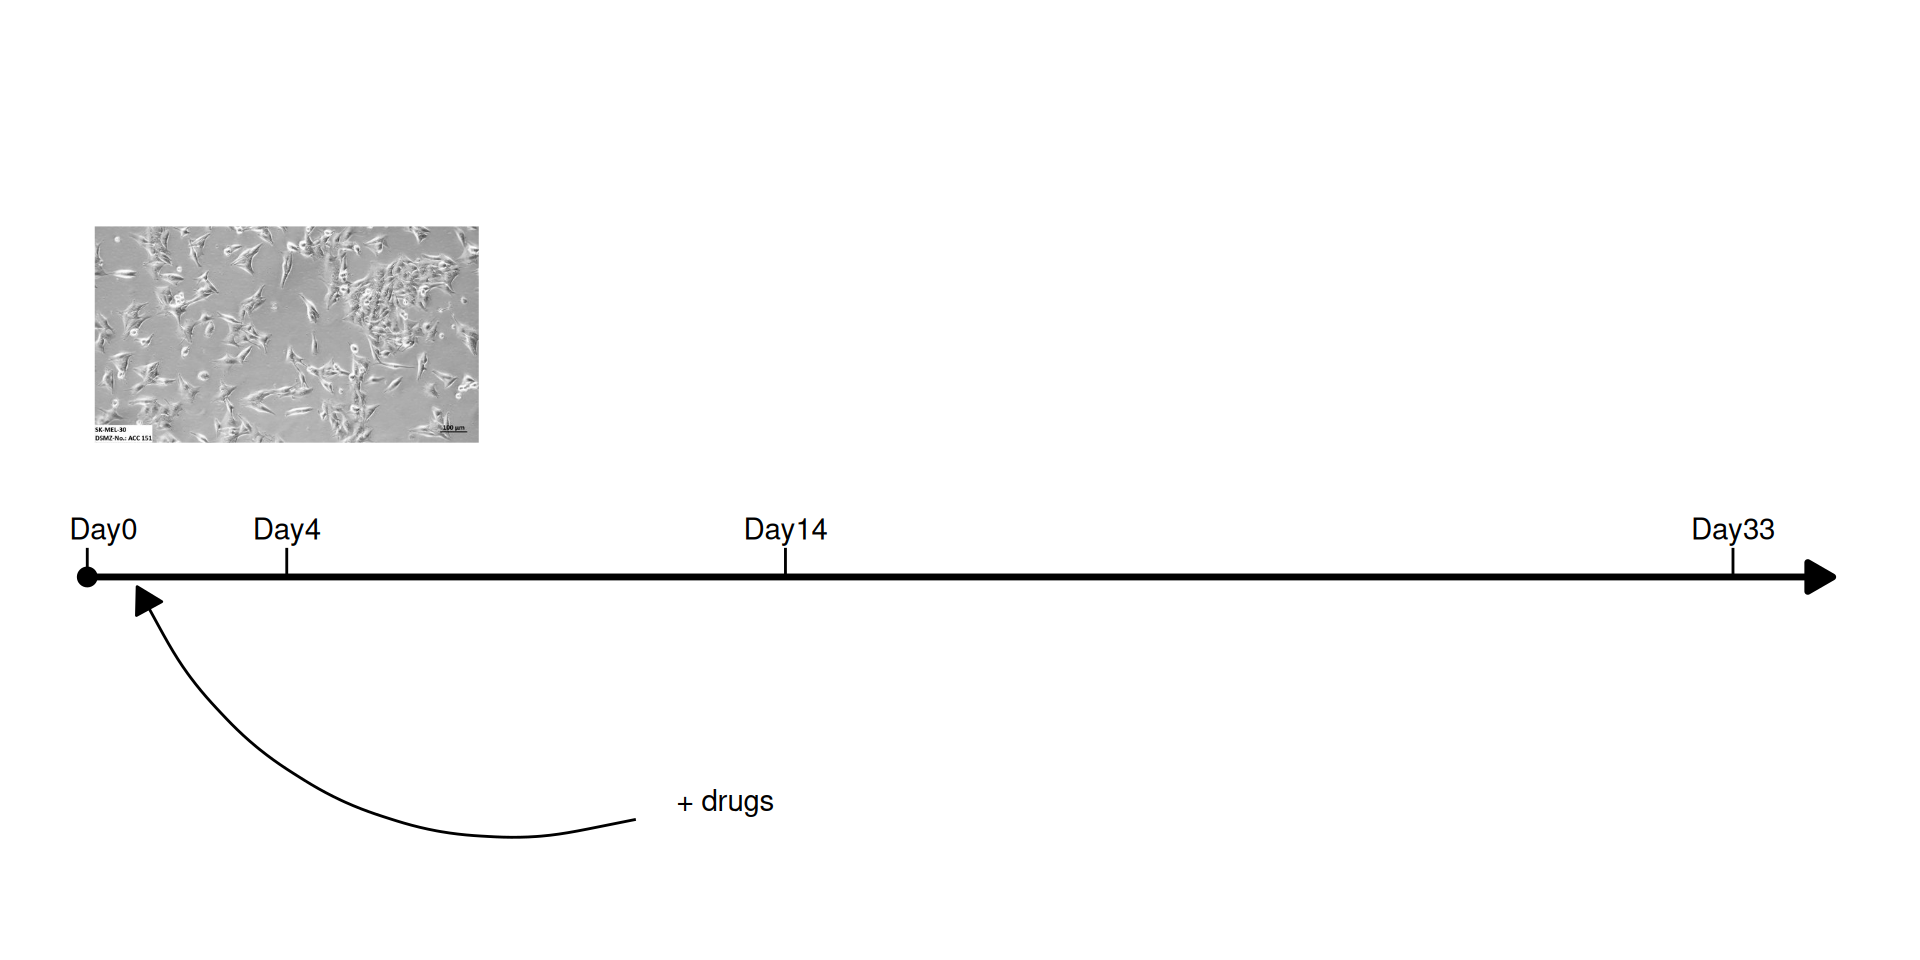 SK-MEL-30
DSMZ-No.: ACC 151
100 µm
Day0
Day4
Day14
Day33
+ drugs